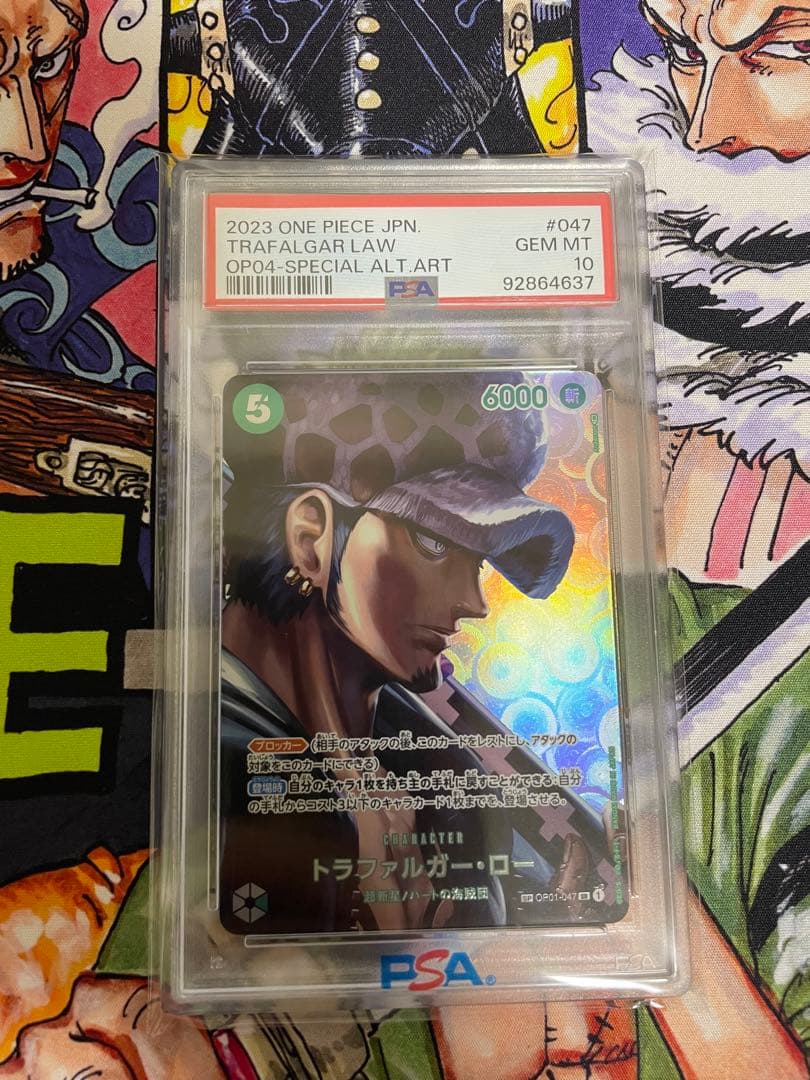 2023 ONE PIECE JPN. #047
TRAFALGAR LAW GEM MT
OP04-SPECIAL ALT.ART 10
PSA 92864637
5 6000 斬
ブロッカー (相手のアタックの後、このカードをレストにし、アタックの
対象をこのカードにできる)
登場時 自分のキャラ1枚を持ち主の手札に戻すことができる:自分
の手札からコスト3以下のキャラカード1枚までを、登場させる。
CHARACTER
トラファルガー・ロー
超新星/ハートの海賊団
SP OP01-047 SR 1
PSA
PSA
E